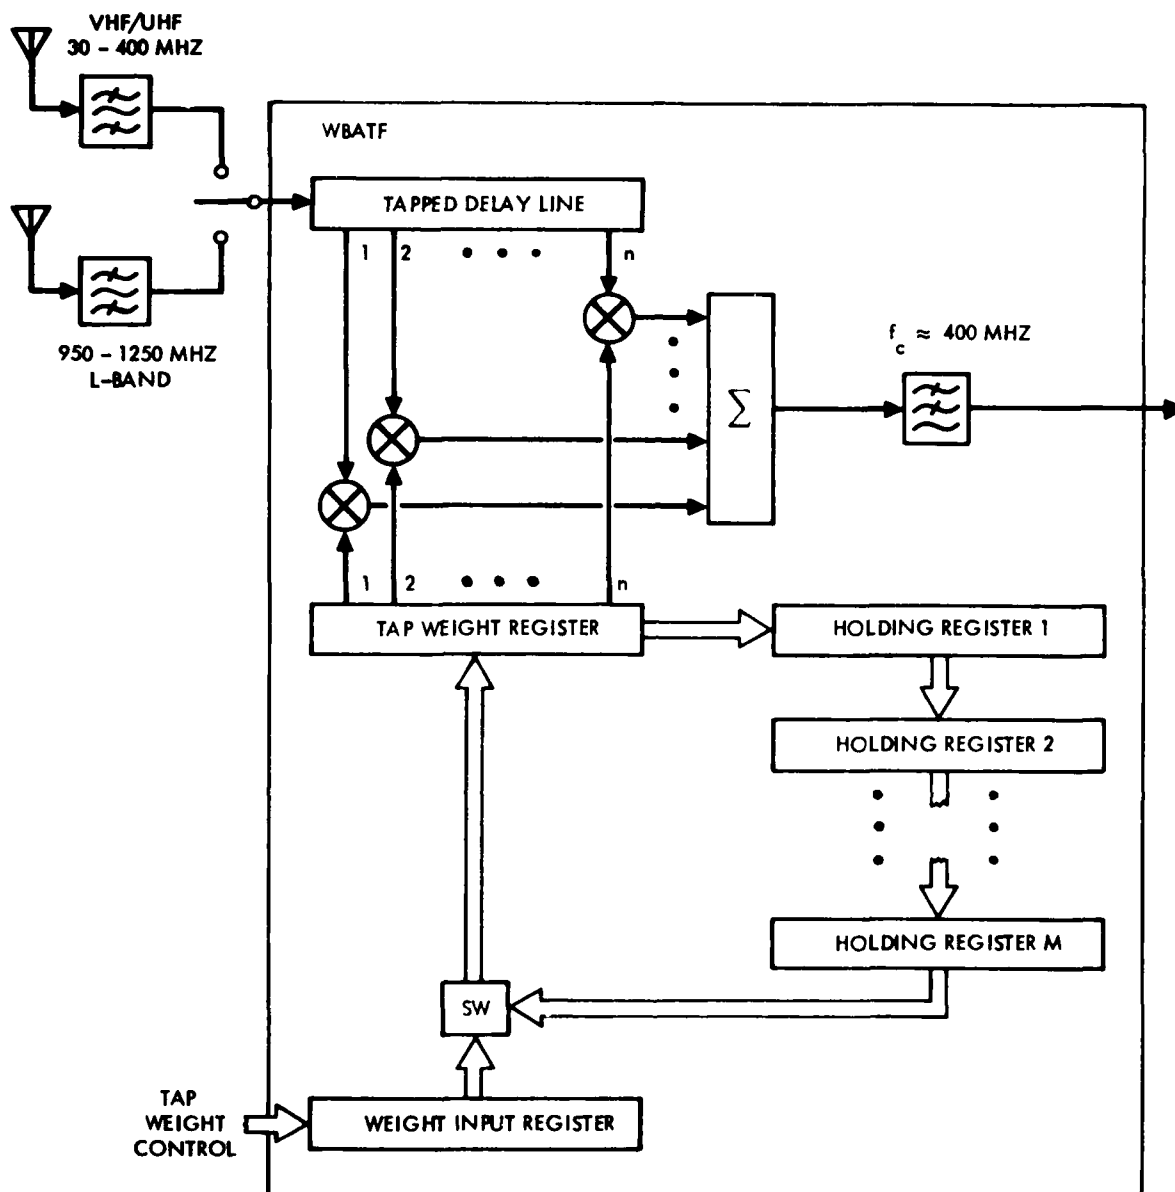 VHF/UHF
30 - 400 MHZ
WBATF
TAPPED DELAY LINE
1 2 n
950 - 1250 MHZ
L-BAND
f_c ≈ 400 MHZ
Σ
1 2 n
TAP WEIGHT REGISTER
HOLDING REGISTER 1
HOLDING REGISTER 2
HOLDING REGISTER M
SW
TAP
WEIGHT
CONTROL
WEIGHT INPUT REGISTER